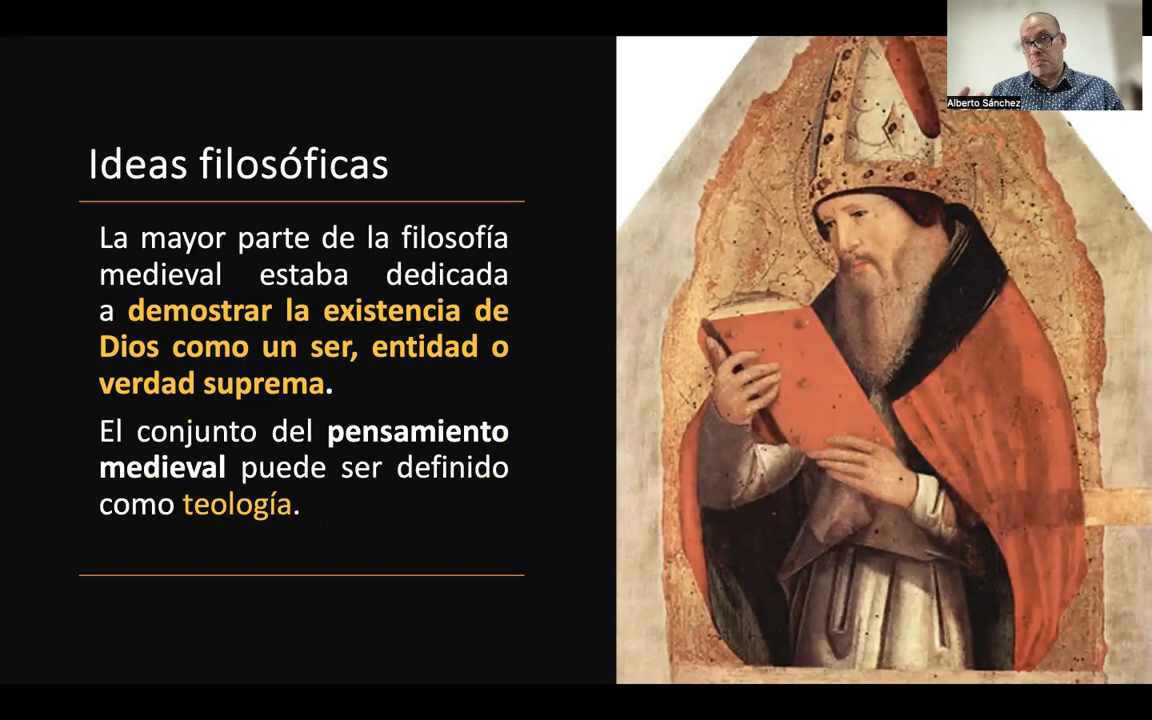 Alberto Sánchez
Ideas filosóficas
La mayor parte de la filosofía
medieval estaba dedicada
a demostrar la existencia de
Dios como un ser, entidad o
verdad suprema.
El conjunto del pensamiento
medieval puede ser definido
como teología.